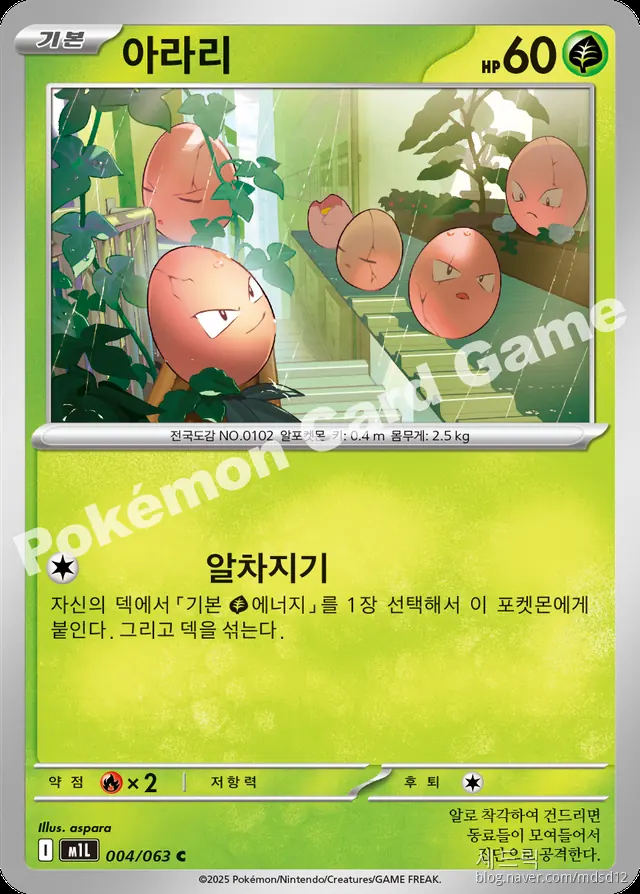 기본 아라리 HP 60
전국도감 NO.0102 알포켓몬 키: 0.4 m 몸무게: 2.5 kg
Pokémon Card Game
알차지기
자신의 덱에서 「기본 에너지」를 1장 선택해서 이 포켓몬에게
붙인다. 그리고 덱을 섞는다.
약점 ×2 저항력 후퇴
알로 착각하여 건드리면
동료들이 모여들어서
집단으로 공격한다.
Illus. aspara
I M1L 004/063 C
©2025 Pokémon/Nintendo/Creatures/GAME FREAK.
blog.naver.com/mdsd12